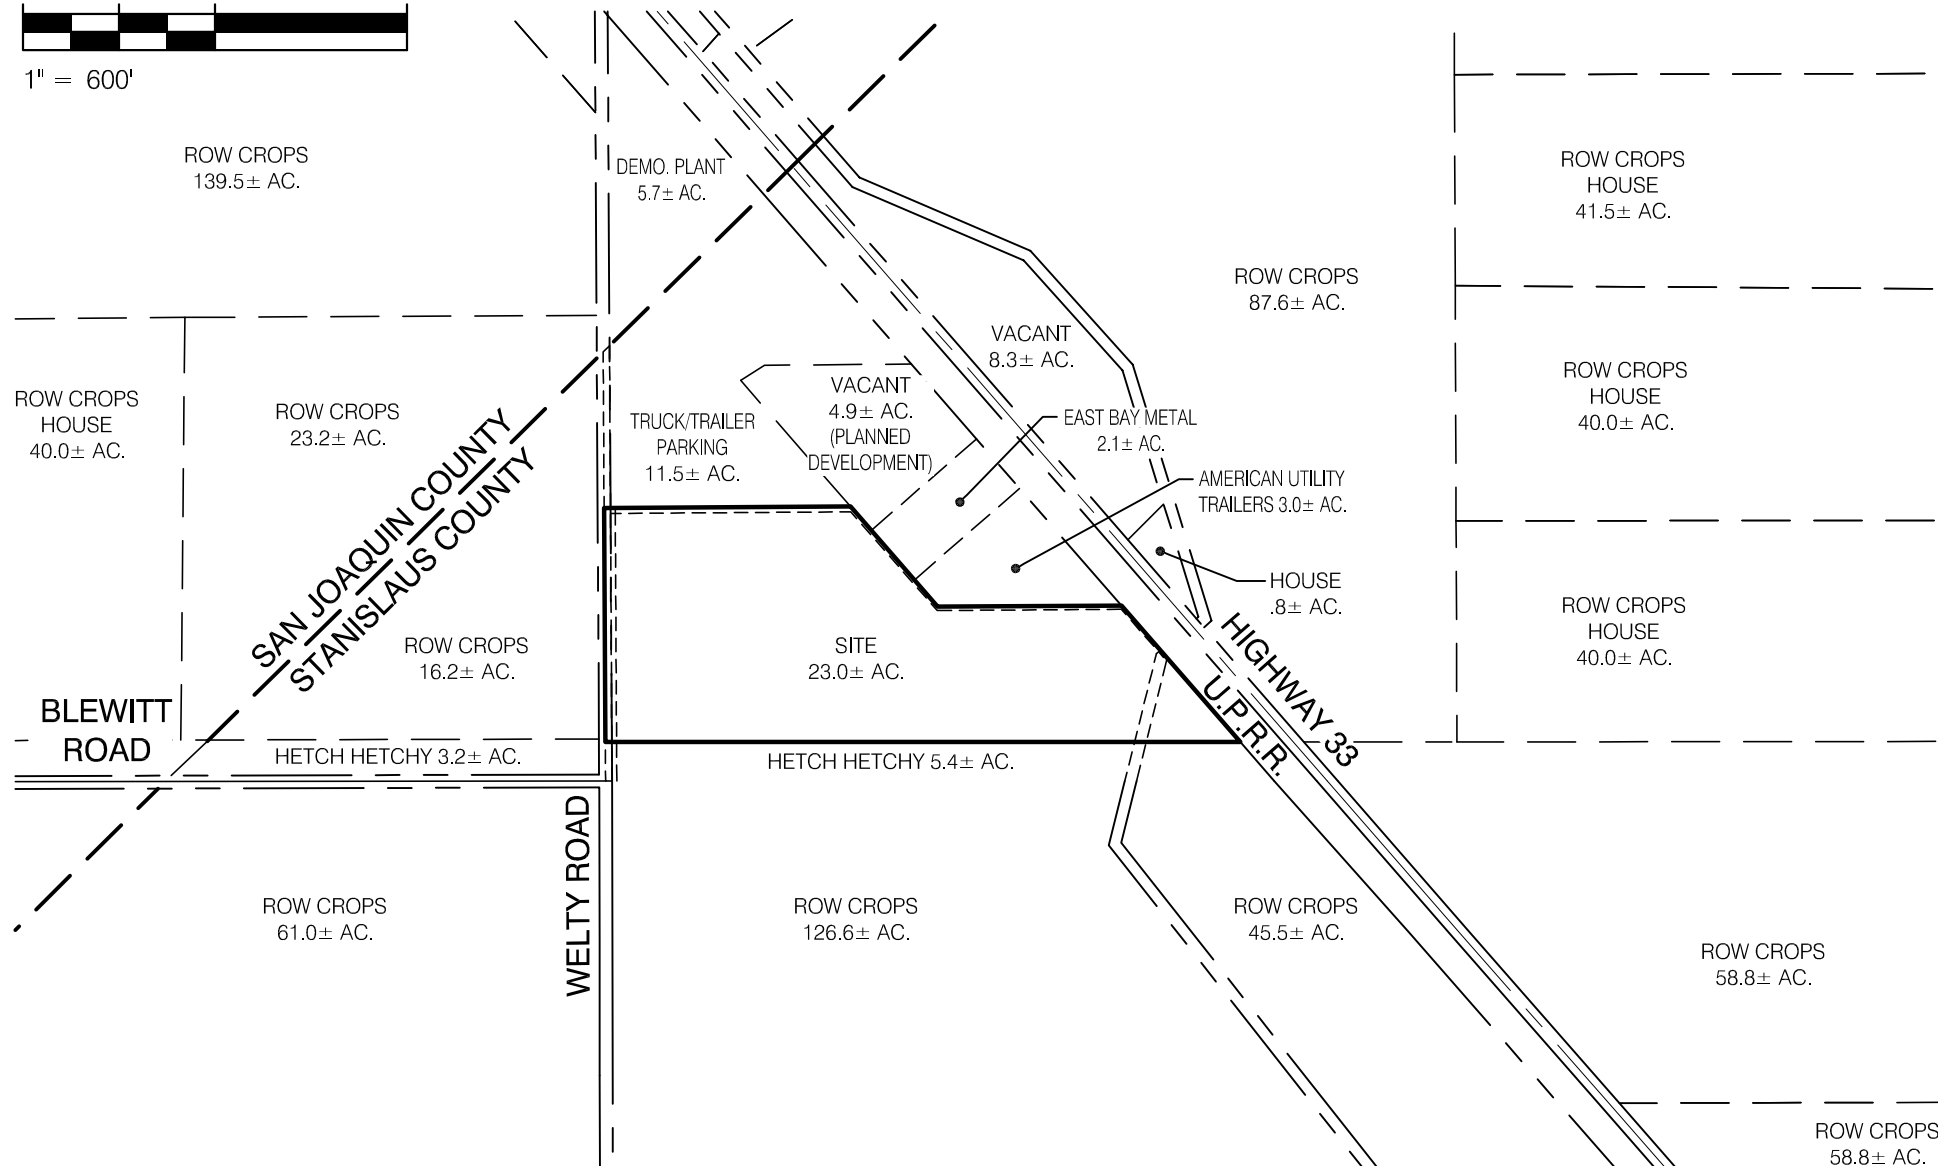 1" = 600'
ROW CROPS
139.5± AC.
DEMO. PLANT
5.7± AC.
ROW CROPS
HOUSE
41.5± AC.
ROW CROPS
87.6± AC.
VACANT
8.3± AC.
ROW CROPS
HOUSE
40.0± AC.
ROW CROPS
23.2± AC.
SAN JOAQUIN COUNTY
STANISLAUS COUNTY
TRUCK/TRAILER
PARKING
11.5± AC.
VACANT
4.9± AC.
(PLANNED
DEVELOPMENT)
EAST BAY METAL
2.1± AC.
AMERICAN UTILITY
TRAILERS 3.0± AC.
ROW CROPS
HOUSE
40.0± AC.
HOUSE
.8± AC.
ROW CROPS
HOUSE
40.0± AC.
ROW CROPS
16.2± AC.
SITE
23.0± AC.
HIGHWAY 33
U.P.R.R.
BLEWITT
ROAD
HETCH HETCHY 3.2± AC.
HETCH HETCHY 5.4± AC.
WELTY ROAD
ROW CROPS
61.0± AC.
ROW CROPS
126.6± AC.
ROW CROPS
45.5± AC.
ROW CROPS
58.8± AC.
ROW CROPS
58.8± AC.